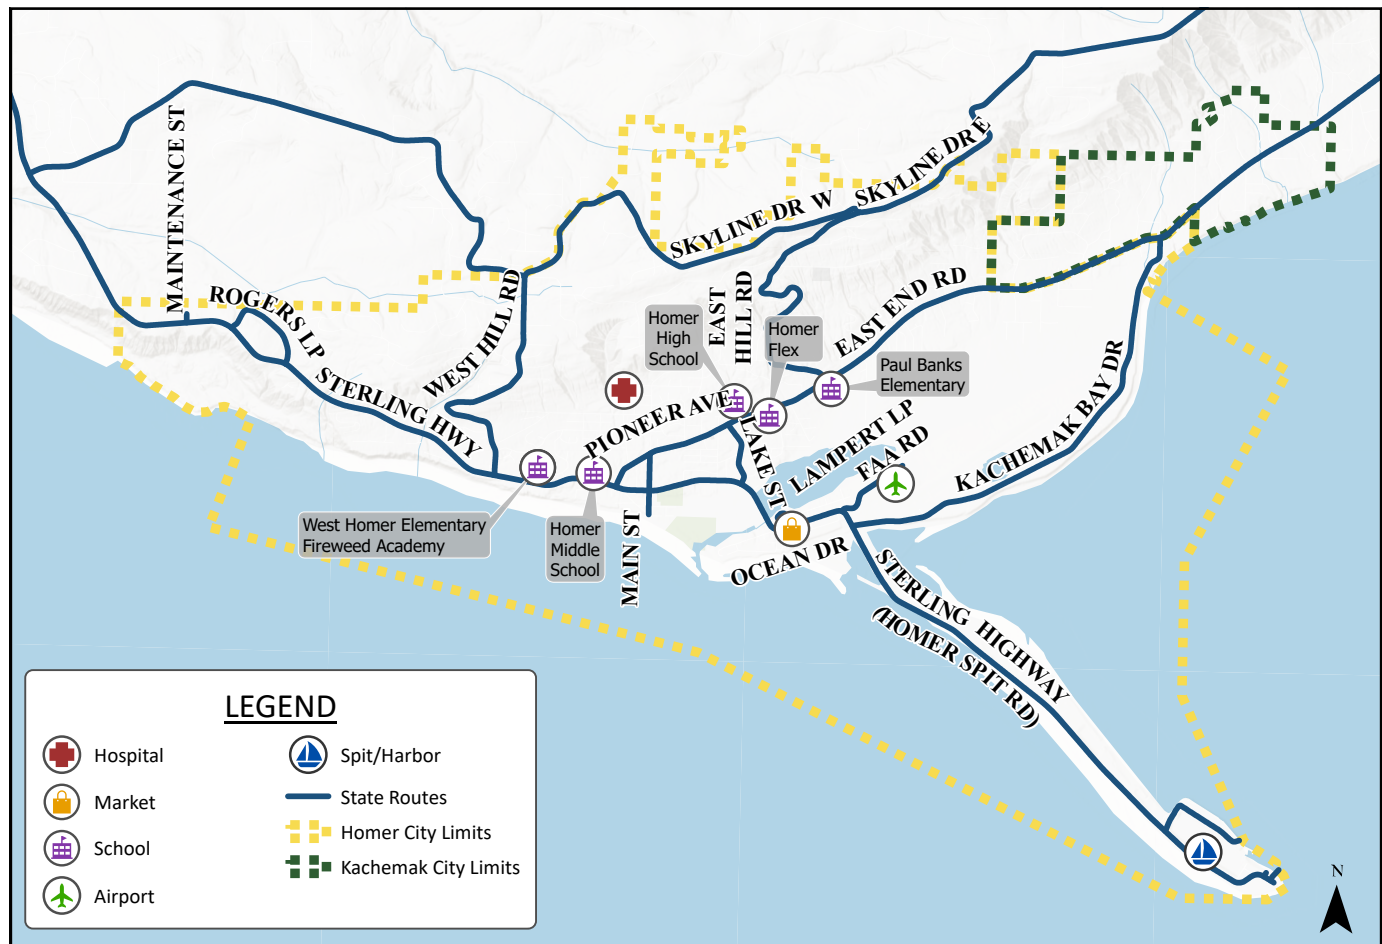 MAINTENANCE ST
ROGERS LP
STERLING HWY
WEST HILL RD
SKYLINE DR W
SKYLINE DR E
EAST
HILL RD
EAST END RD
Homer
High
School
Homer
Flex
Paul Banks
Elementary
PIONEER AVE
LAKE ST
LAMPERT LP
FAA RD
KACHEMAK BAY DR
West Homer Elementary
Fireweed Academy
Homer
Middle
School
MAIN ST
OCEAN DR
STERLING HIGHWAY
(HOMER SPIT RD)
LEGEND
Hospital
Market
School
Airport
Spit/Harbor
State Routes
Homer City Limits
Kachemak City Limits
N